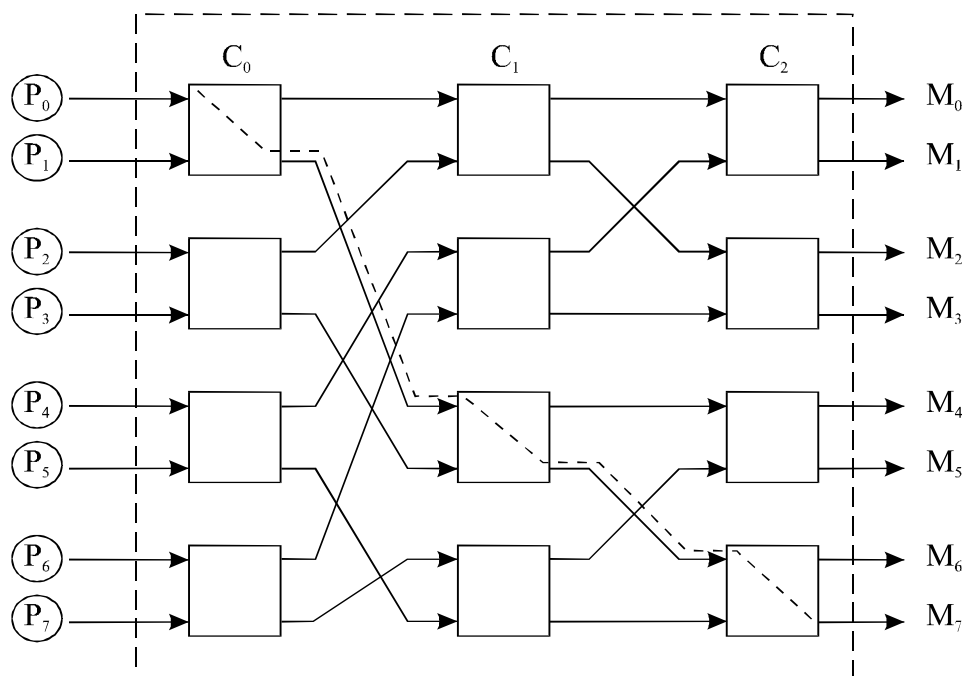 C₀ C₁ C₂
P₀ M₀
P₁ M₁
P₂ M₂
P₃ M₃
P₄ M₄
P₅ M₅
P₆ M₆
P₇ M₇